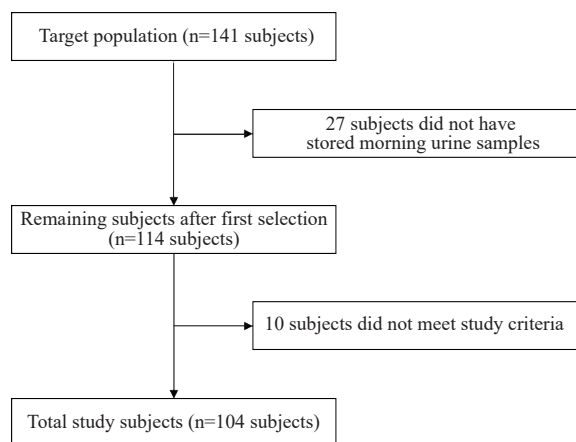 Target population (n=141 subjects)
27 subjects did not have
stored morning urine samples
Remaining subjects after first selection
(n=114 subjects)
10 subjects did not meet study criteria
Total study subjects (n=104 subjects)